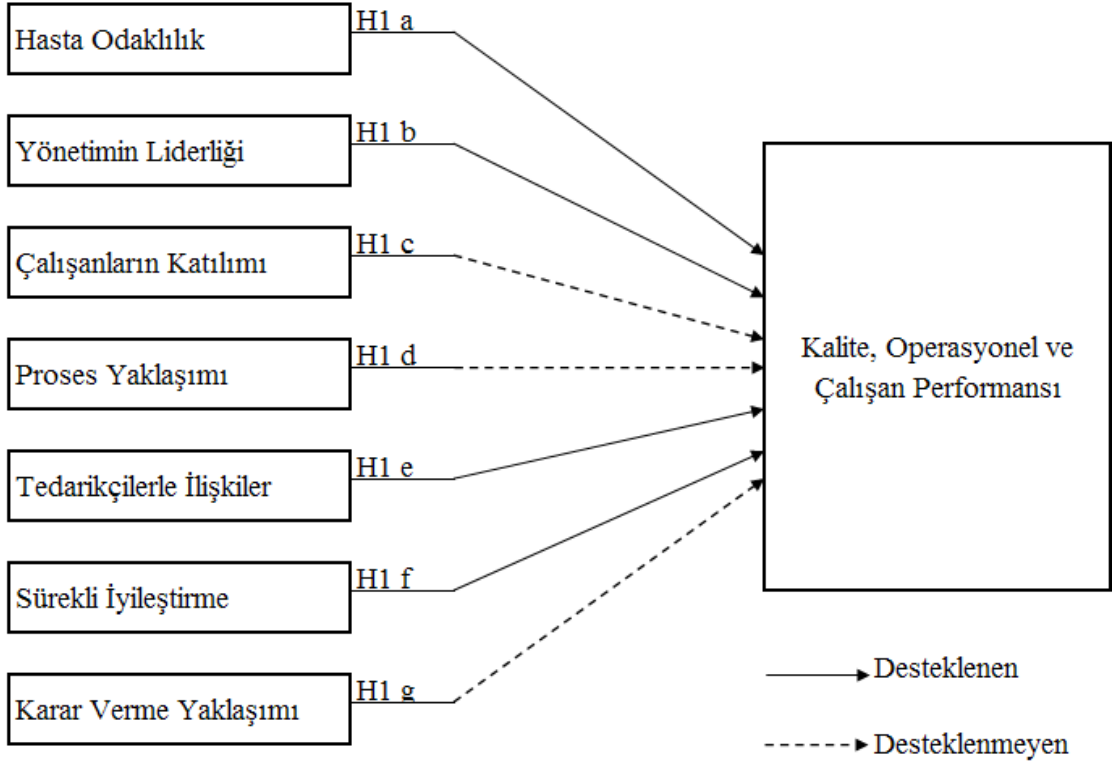 Hasta Odaklılık
H1 a
Yönetimin Liderliği
H1 b
Çalışanların Katılımı
H1 c
Proses Yaklaşımı
H1 d
Tedarikçilerle İlişkiler
H1 e
Sürekli İyileştirme
H1 f
Karar Verme Yaklaşımı
H1 g
Kalite, Operasyonel ve
Çalışan Performansı
Desteklenen
Desteklenmeyen